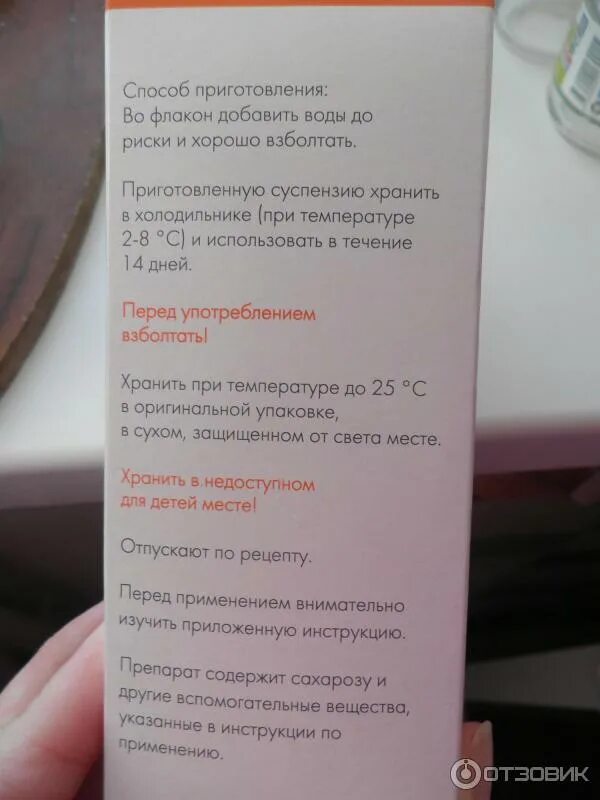 Способ приготовления:
Во флакон добавить воды до
риски и хорошо взболтать.
Приготовленную суспензию хранить
в холодильнике (при температуре
2-8 °C) и использовать в течение
14 дней.
Перед употреблением
взболтать!
Хранить при температуре до 25 °C
в оригинальной упаковке,
в сухом, защищенном от света месте.
Хранить в недоступном
для детей месте!
Отпускают по рецепту.
Перед применением внимательно
изучить приложенную инструкцию.
Препарат содержит сахарозу и
другие вспомогательные вещества,
указанные в инструкции по
применению.
ОТЗОВИК